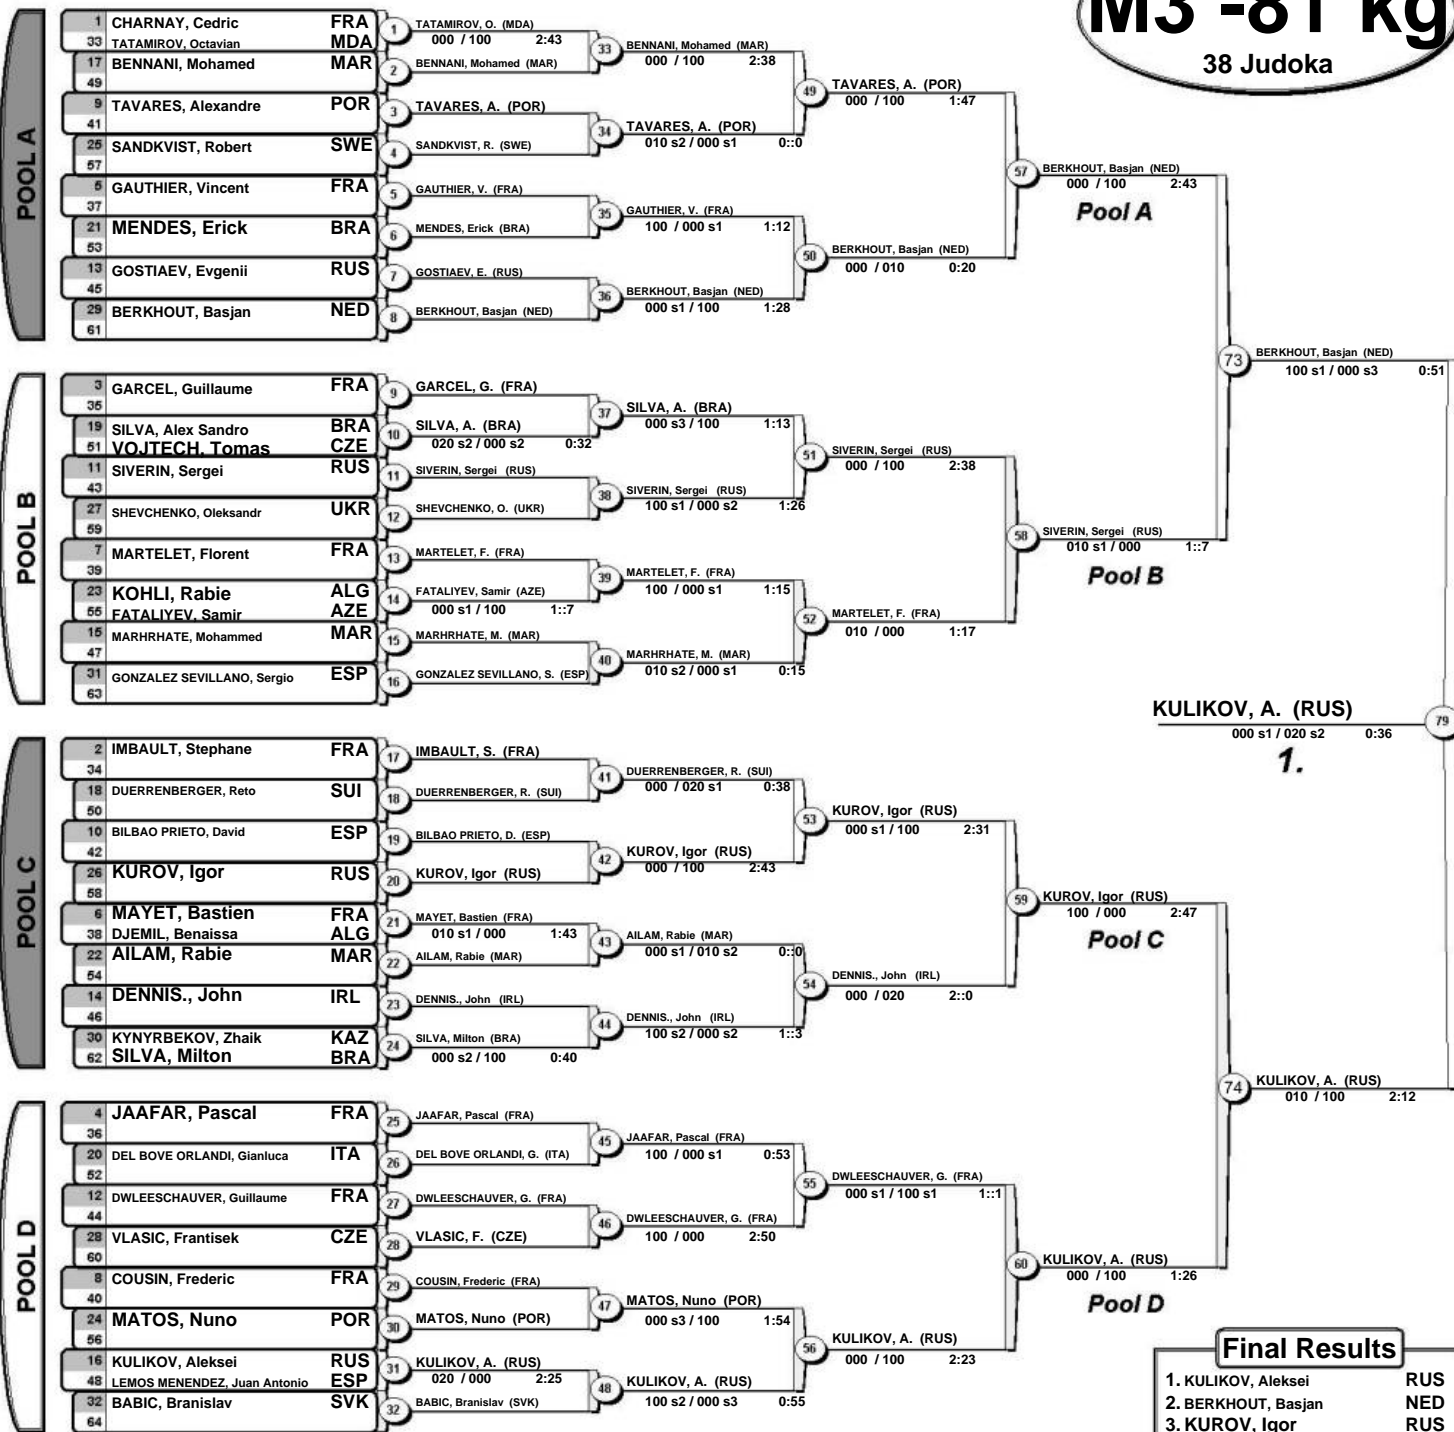 M3 -81 kg
38 Judoka
POOL A
1 CHARNAY, Cedric FRA
33 TATAMIROV, Octavian MDA
17 BENNANI, Mohamed MAR
49
9 TAVARES, Alexandre POR
41
25 SANDKVIST, Robert SWE
57
5 GAUTHIER, Vincent FRA
37
21 MENDES, Erick BRA
53
13 GOSTIAEV, Evgenii RUS
45
29 BERKHOUT, Basjan NED
61
1 TATAMIROV, O. (MDA)
000 / 100 2:43
2 BENNANI, Mohamed (MAR)
3 TAVARES, A. (POR)
4 SANDKVIST, R. (SWE)
5 GAUTHIER, V. (FRA)
6 MENDES, Erick (BRA)
7 GOSTIAEV, E. (RUS)
8 BERKHOUT, Basjan (NED)
33 BENNANI, Mohamed (MAR)
000 / 100 2:38
34 TAVARES, A. (POR)
010 s2 / 000 s1 0::0
35 GAUTHIER, V. (FRA)
100 / 000 s1 1:12
36 BERKHOUT, Basjan (NED)
000 s1 / 100 1:28
49 TAVARES, A. (POR)
000 / 100 1:47
50 BERKHOUT, Basjan (NED)
000 / 010 0:20
57 BERKHOUT, Basjan (NED)
000 / 100 2:43
Pool A
POOL B
3 GARCEL, Guillaume FRA
35
19 SILVA, Alex Sandro BRA
51 VOJTECH, Tomas CZE
11 SIVERIN, Sergei RUS
43
27 SHEVCHENKO, Oleksandr UKR
59
7 MARTELET, Florent FRA
39
23 KOHLI, Rabie ALG
55 FATALIYEV, Samir AZE
15 MARHRHATE, Mohammed MAR
47
31 GONZALEZ SEVILLANO, Sergio ESP
63
9 GARCEL, G. (FRA)
10 SILVA, A. (BRA)
020 s2 / 000 s2 0:32
11 SIVERIN, Sergei (RUS)
12 SHEVCHENKO, O. (UKR)
13 MARTELET, F. (FRA)
14 FATALIYEV, Samir (AZE)
000 s1 / 100 1::7
15 MARHRHATE, M. (MAR)
16 GONZALEZ SEVILLANO, S. (ESP)
37 SILVA, A. (BRA)
000 s3 / 100 1:13
38 SIVERIN, Sergei (RUS)
100 s1 / 000 s2 1:26
39 MARTELET, F. (FRA)
100 / 000 s1 1:15
40 MARHRHATE, M. (MAR)
010 s2 / 000 s1 0:15
51 SIVERIN, Sergei (RUS)
000 / 100 2:38
52 MARTELET, F. (FRA)
010 / 000 1:17
58 SIVERIN, Sergei (RUS)
010 s1 / 000 1::7
Pool B
73 BERKHOUT, Basjan (NED)
100 s1 / 000 s3 0:51
KULIKOV, A. (RUS) 79
000 s1 / 020 s2 0:36
1.
POOL C
2 IMBAULT, Stephane FRA
34
18 DUERRENBERGER, Reto SUI
50
10 BILBAO PRIETO, David ESP
42
26 KUROV, Igor RUS
58
6 MAYET, Bastien FRA
38 DJEMIL, Benaissa ALG
22 AILAM, Rabie MAR
54
14 DENNIS., John IRL
46
30 KYNYRBEKOV, Zhaik KAZ
62 SILVA, Milton BRA
17 IMBAULT, S. (FRA)
18 DUERRENBERGER, R. (SUI)
19 BILBAO PRIETO, D. (ESP)
20 KUROV, Igor (RUS)
21 MAYET, Bastien (FRA)
010 s1 / 000 1:43
22 AILAM, Rabie (MAR)
23 DENNIS., John (IRL)
24 SILVA, Milton (BRA)
000 s2 / 100 0:40
41 DUERRENBERGER, R. (SUI)
000 / 020 s1 0:38
42 KUROV, Igor (RUS)
000 / 100 2:43
43 AILAM, Rabie (MAR)
000 s1 / 010 s2 0::0
44 DENNIS., John (IRL)
100 s2 / 000 s2 1::3
53 KUROV, Igor (RUS)
000 s1 / 100 2:31
54 DENNIS., John (IRL)
000 / 020 2::0
59 KUROV, Igor (RUS)
100 / 000 2:47
Pool C
POOL D
4 JAAFAR, Pascal FRA
36
20 DEL BOVE ORLANDI, Gianluca ITA
52
12 DWLEESCHAUVER, Guillaume FRA
44
28 VLASIC, Frantisek CZE
60
8 COUSIN, Frederic FRA
40
24 MATOS, Nuno POR
56
16 KULIKOV, Aleksei RUS
48 LEMOS MENENDEZ, Juan Antonio ESP
32 BABIC, Branislav SVK
64
25 JAAFAR, Pascal (FRA)
26 DEL BOVE ORLANDI, G. (ITA)
27 DWLEESCHAUVER, G. (FRA)
28 VLASIC, F. (CZE)
29 COUSIN, Frederic (FRA)
30 MATOS, Nuno (POR)
31 KULIKOV, A. (RUS)
020 / 000 2:25
32 BABIC, Branislav (SVK)
45 JAAFAR, Pascal (FRA)
100 / 000 s1 0:53
46 DWLEESCHAUVER, G. (FRA)
100 / 000 2:50
47 MATOS, Nuno (POR)
000 s3 / 100 1:54
48 KULIKOV, A. (RUS)
100 s2 / 000 s3 0:55
55 DWLEESCHAUVER, G. (FRA)
000 s1 / 100 s1 1::1
56 KULIKOV, A. (RUS)
000 / 100 2:23
60 KULIKOV, A. (RUS)
000 / 100 1:26
Pool D
74 KULIKOV, A. (RUS)
010 / 100 2:12
Final Results
1. KULIKOV, Aleksei RUS
2. BERKHOUT, Basjan NED
3. KUROV, Igor RUS